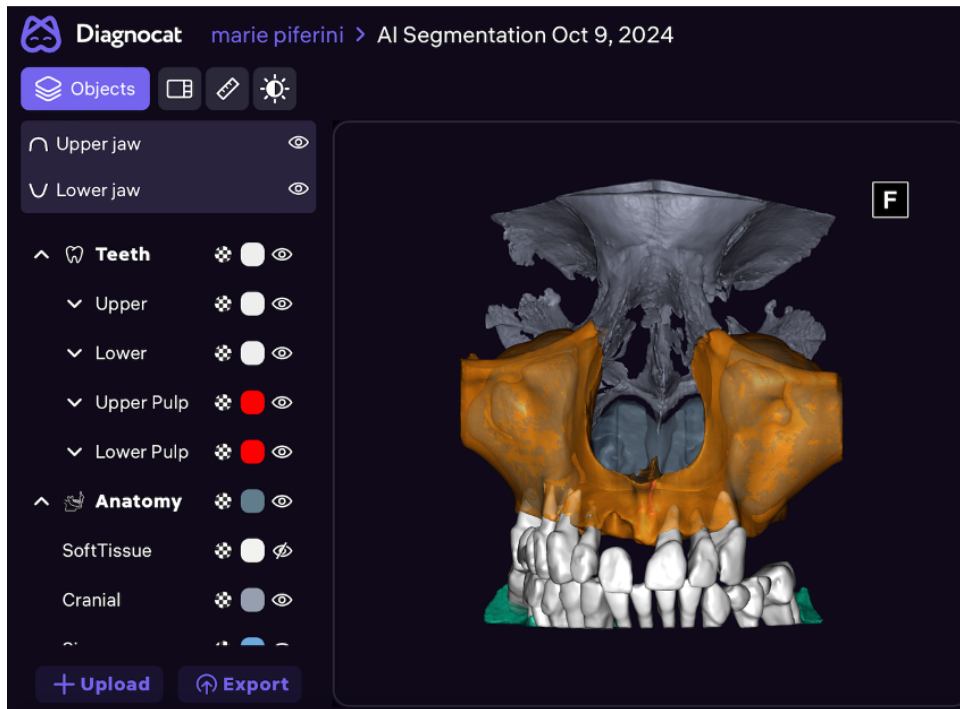 Diagnocat marie piferini > AI Segmentation Oct 9, 2024
Objects
Upper jaw
Lower jaw
F
Teeth
Upper
Lower
Upper Pulp
Lower Pulp
Anatomy
SoftTissue
Cranial
+ Upload
Export